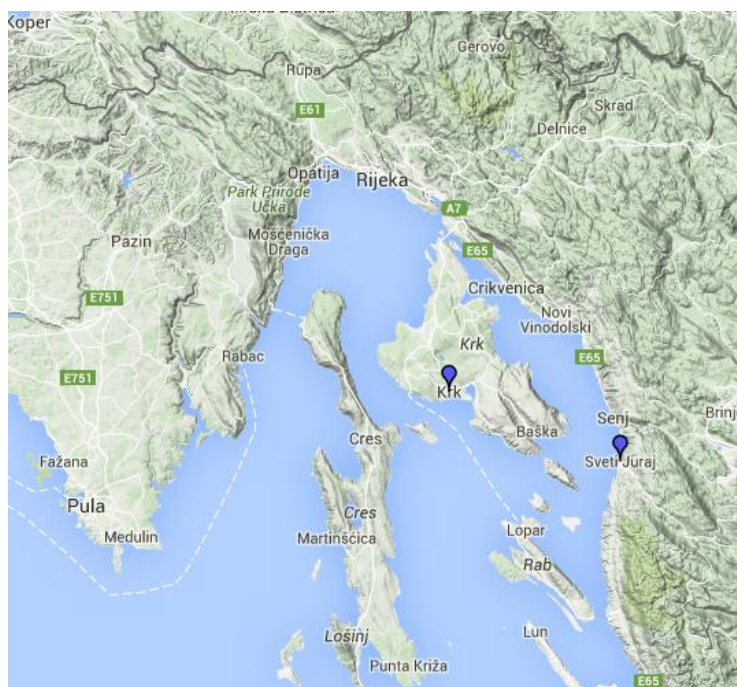 Koper
Gerovo
Rupa
Skrad
E61
Delnice
Opatija
Rijeka
Park Prirode
Učka
A7
Pazin
Mošćenička
Draga
E65
Crikvenica
E751
Novi
Vinodolski
Krk
Rabac
E65
E751
Krk
Senj
Brinj
Cres
Baška
Fažana
Sveti Juraj
Pula
Cres
Medulin
Martinšćica
Lopar
Rab
Lošinj
Lun
Punta Križa
E65